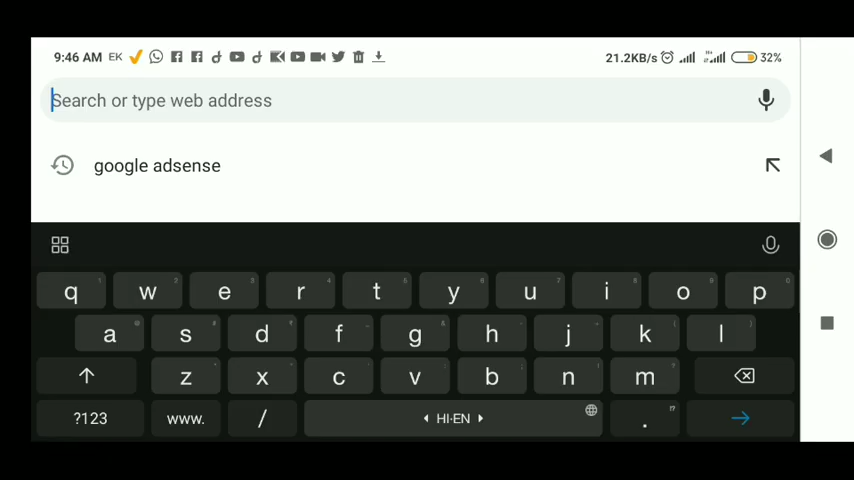 9:46 AM EK 21.2KB/s 32%
Search or type web address
google adsense
q w e r t y u i o p
a s d f g h j k l
z x c v b n m
?123 www. / HI·EN .